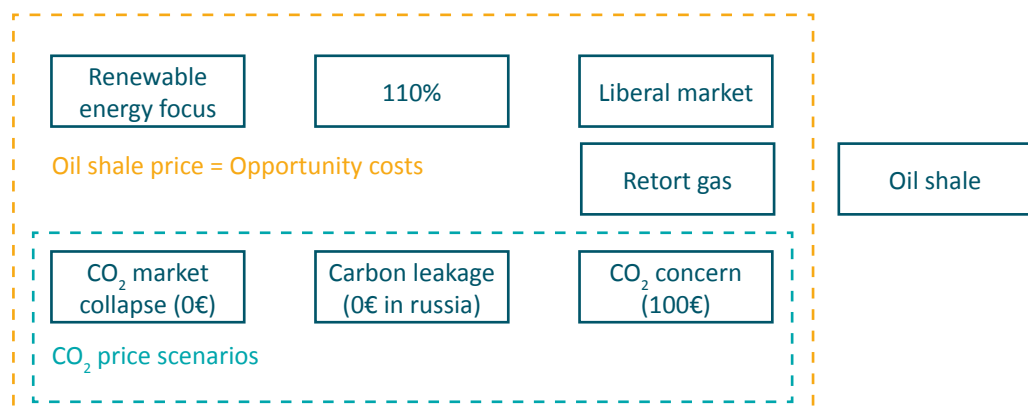 Renewable
energy focus
110%
Liberal market
Oil shale price = Opportunity costs
Retort gas
Oil shale
CO₂ market
collapse (0€)
Carbon leakage
(0€ in russia)
CO₂ concern
(100€)
CO₂ price scenarios